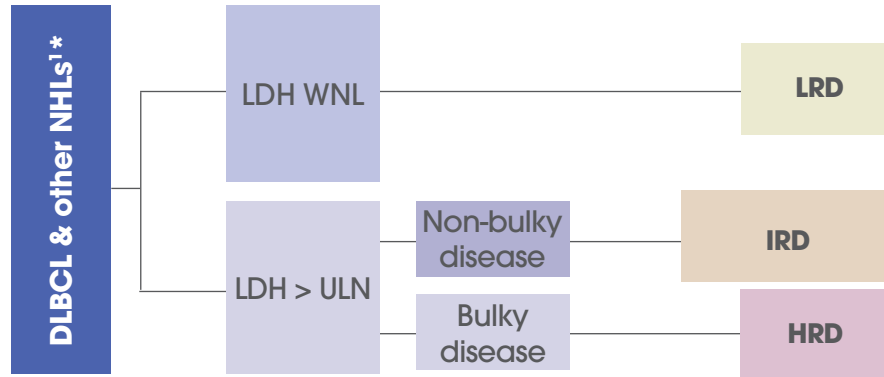 DLBCL & other NHLs¹*
LDH WNL
LRD
Non-bulky
disease
IRD
LDH > ULN
Bulky
disease
HRD